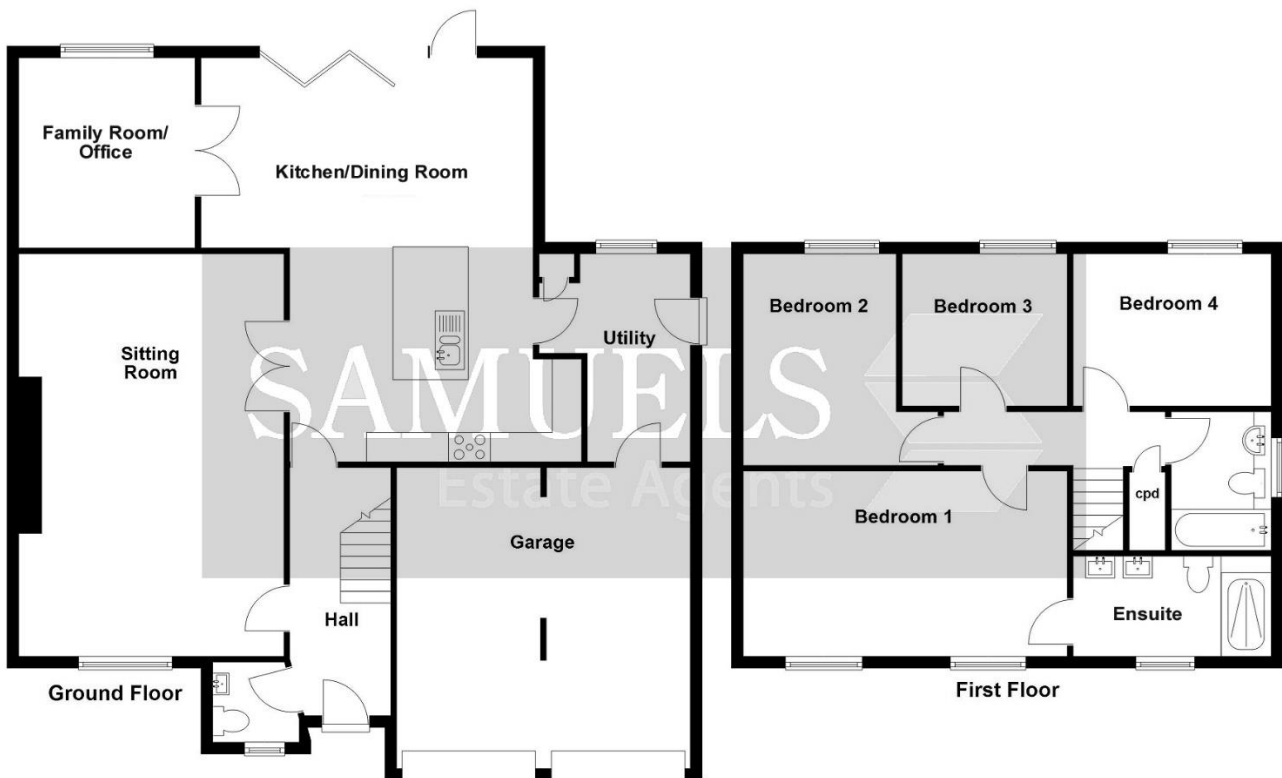 Family Room/
Office
Kitchen/Dining Room
Sitting
Room
Utility
Bedroom 2
Bedroom 3
Bedroom 4
SAMUELS
Estate Agents
cpd
Bedroom 1
Garage
Hall
Ensuite
Ground Floor
First Floor